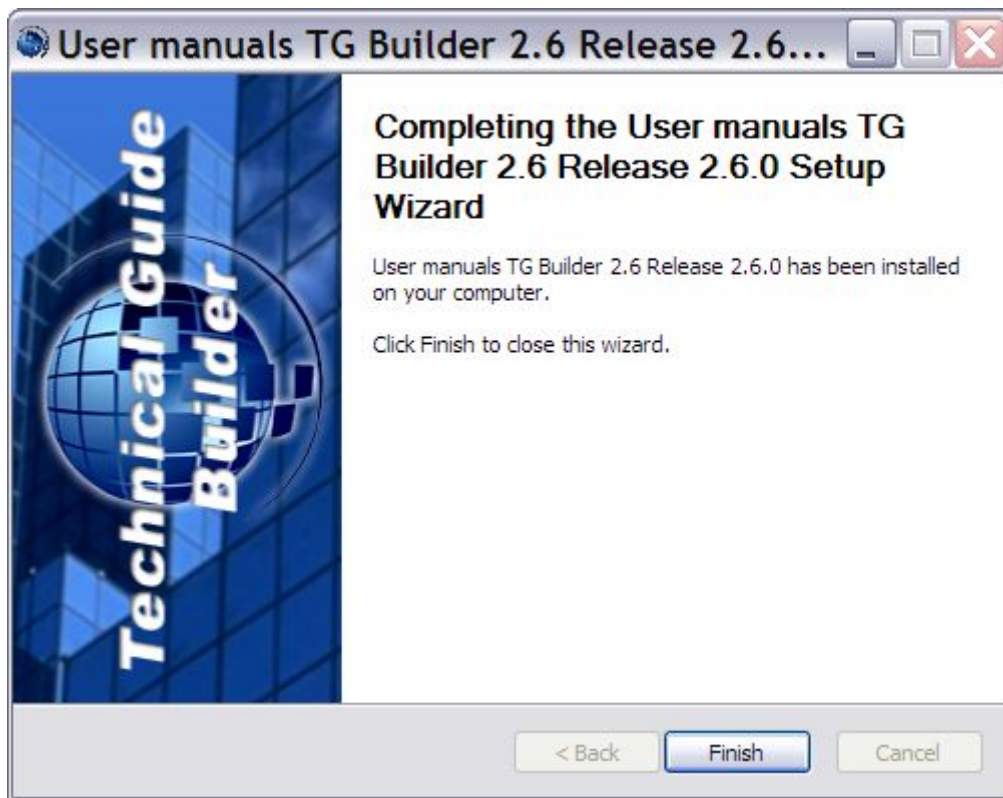 User manuals TG Builder 2.6 Release 2.6...
Technical Guide
Builder
Completing the User manuals TG
Builder 2.6 Release 2.6.0 Setup
Wizard
User manuals TG Builder 2.6 Release 2.6.0 has been installed
on your computer.
Click Finish to close this wizard.
< Back
Finish
Cancel